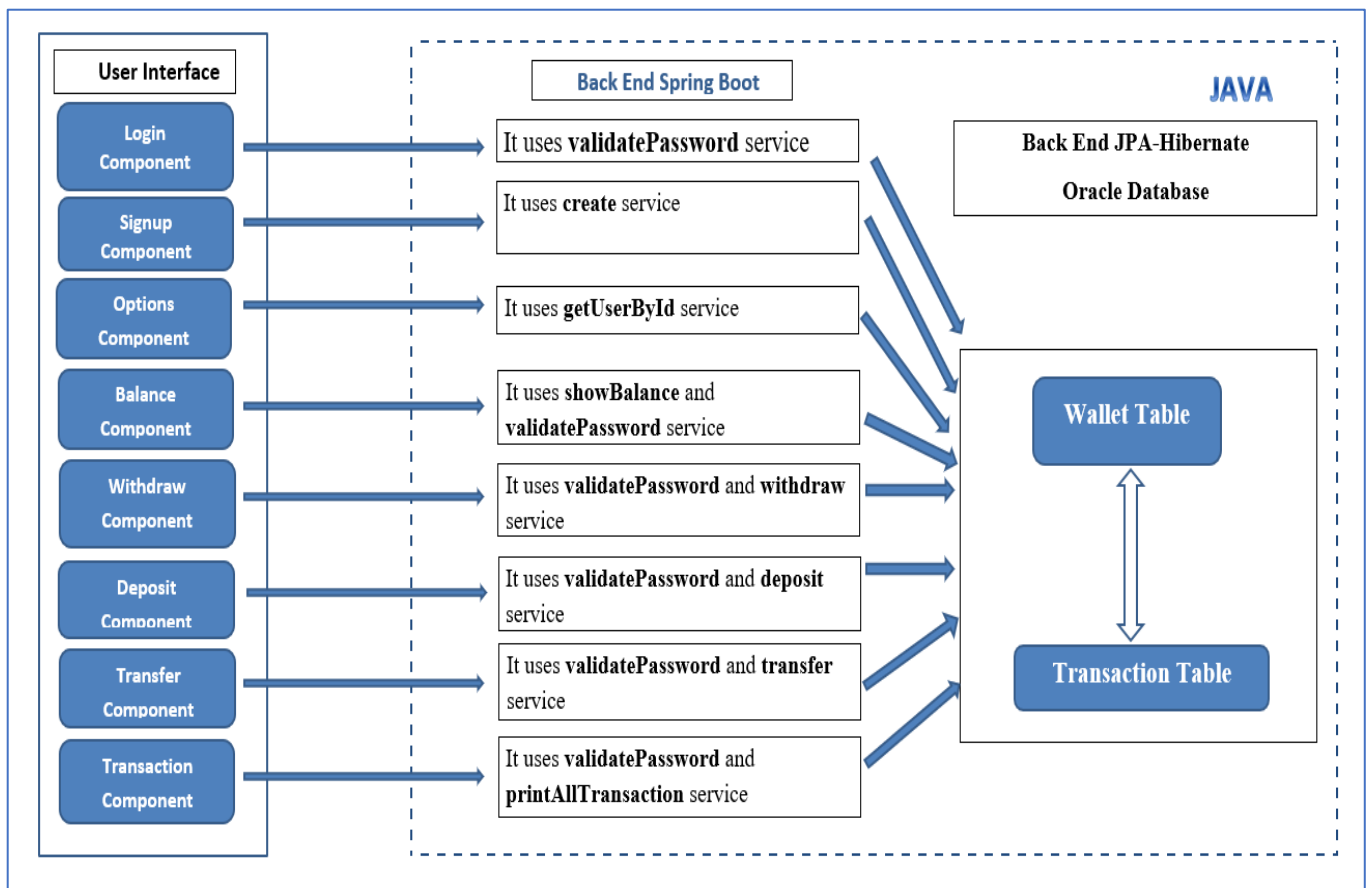 User Interface
Login
Component
Signup
Component
Options
Component
Balance
Component
Withdraw
Component
Deposit
Component
Transfer
Component
Transaction
Component
Back End Spring Boot
It uses validatePassword service
It uses create service
It uses getUserById service
It uses showBalance and
validatePassword service
It uses validatePassword and withdraw
service
It uses validatePassword and deposit
service
It uses validatePassword and transfer
service
It uses validatePassword and
printAllTransaction service
JAVA
Back End JPA-Hibernate
Oracle Database
Wallet Table
Transaction Table